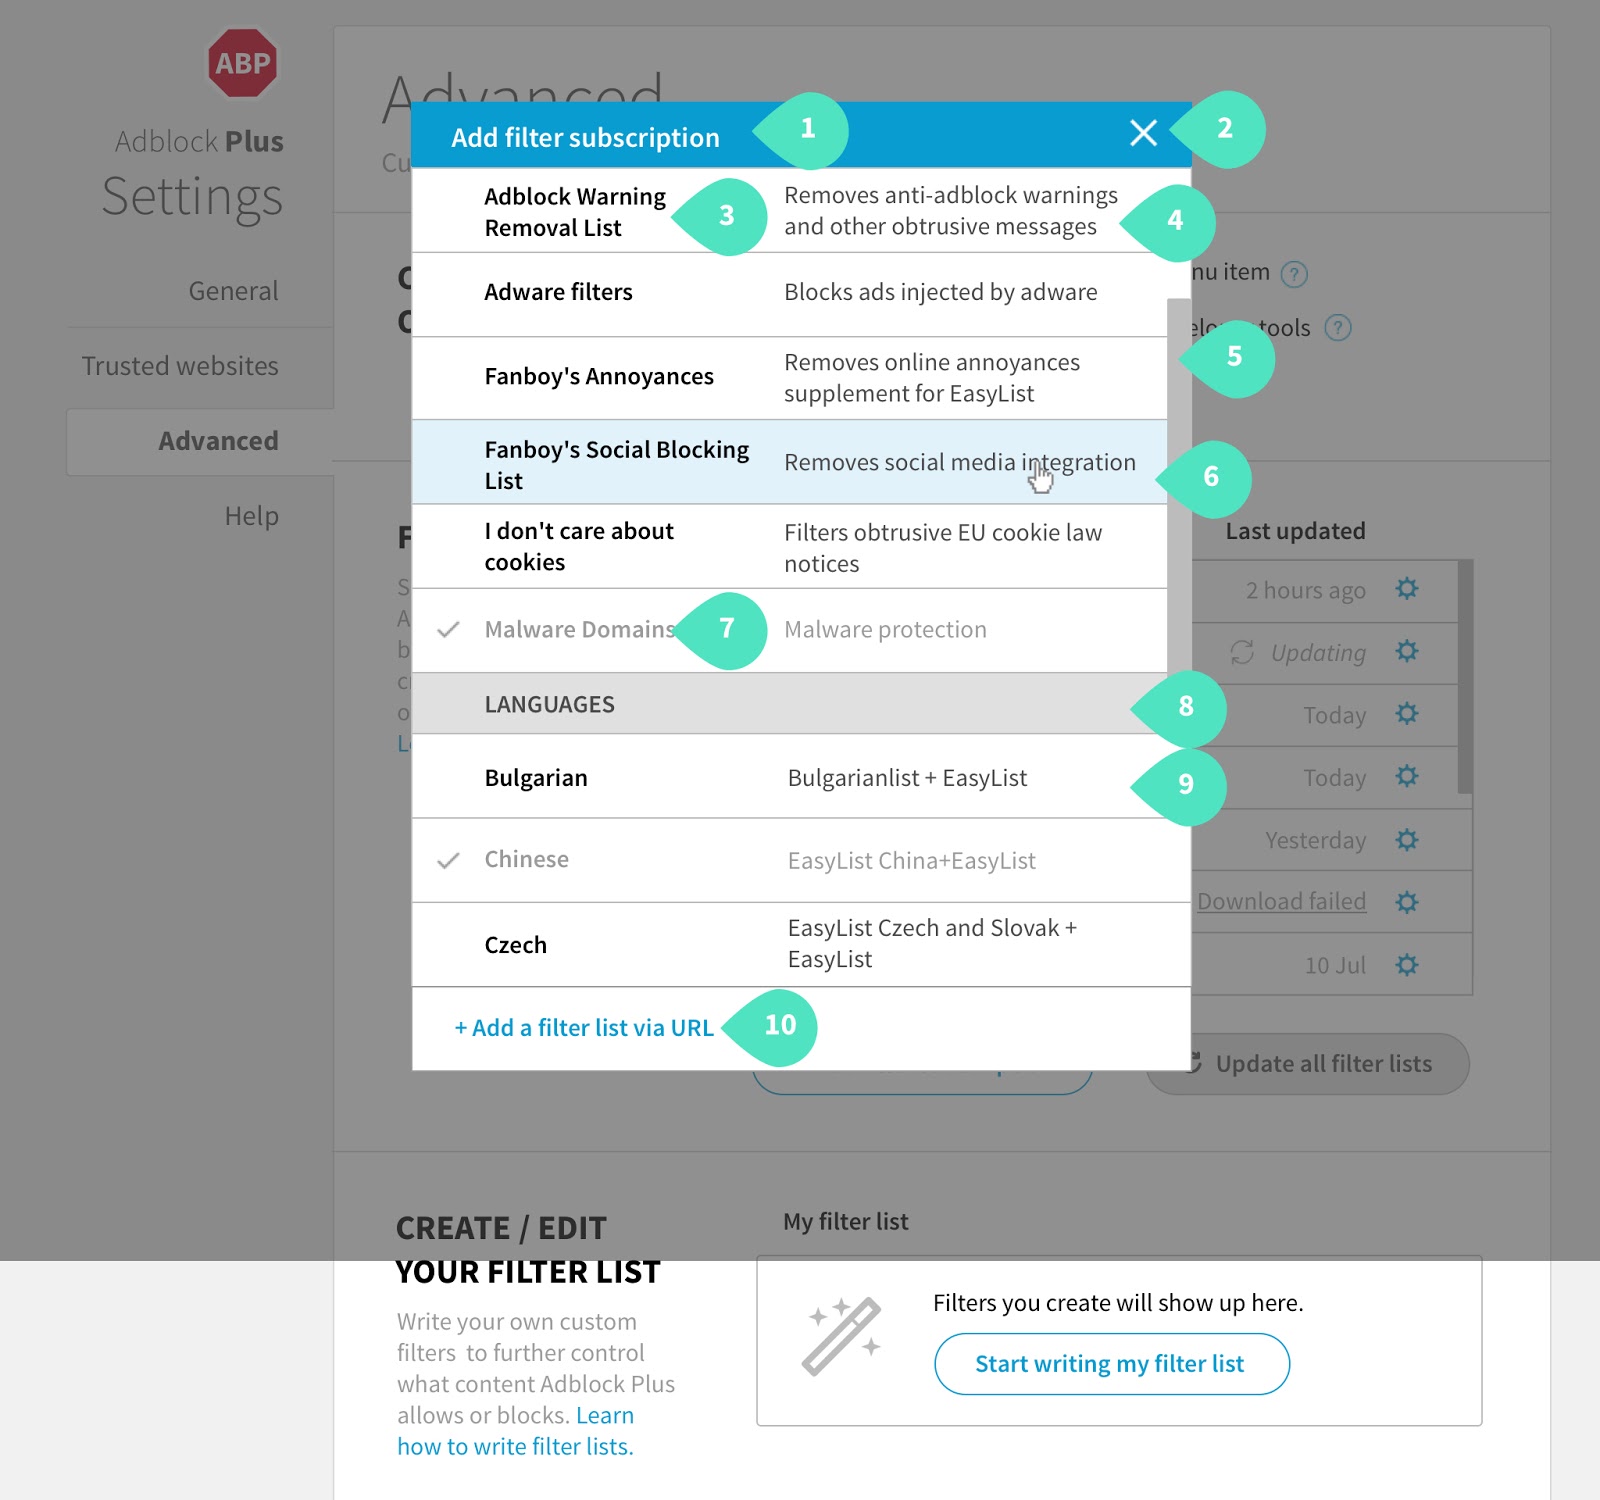 ABP
Adblock Plus
Settings
General
Trusted websites
Advanced
Help
Advanced
Cu
Add filter subscription
1
2
Adblock Warning
Removal List
3
Removes anti-adblock warnings
and other obtrusive messages
4
Adware filters
Blocks ads injected by adware
Fanboy's Annoyances
Removes online annoyances
supplement for EasyList
5
Fanboy's Social Blocking
List
Removes social media integration
6
I don't care about
cookies
Filters obtrusive EU cookie law
notices
Malware Domains
7
Malware protection
LANGUAGES
8
Bulgarian
Bulgarianlist + EasyList
9
Chinese
EasyList China+EasyList
Czech
EasyList Czech and Slovak +
EasyList
+ Add a filter list via URL
10
nu item ?
tools ?
Last updated
2 hours ago
Updating
Today
Today
Yesterday
Download failed
10 Jul
Update all filter lists
CREATE / EDIT
YOUR FILTER LIST
Write your own custom
filters to further control
what content Adblock Plus
allows or blocks. Learn
how to write filter lists.
My filter list
Filters you create will show up here.
Start writing my filter list